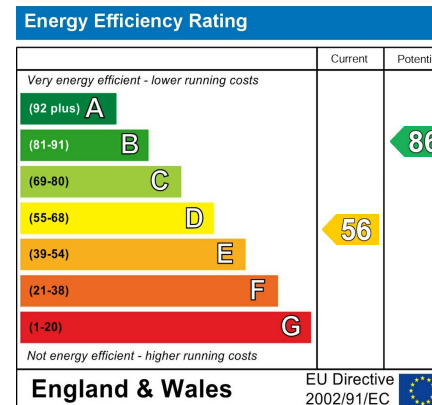 Energy Efficiency Rating
Current
Potenti
Very energy efficient - lower running costs
(92 plus) A
(81-91) B
86
(69-80) C
(55-68) D
56
(39-54) E
(21-38) F
(1-20) G
Not energy efficient - higher running costs
England & Wales
EU Directive
2002/91/EC